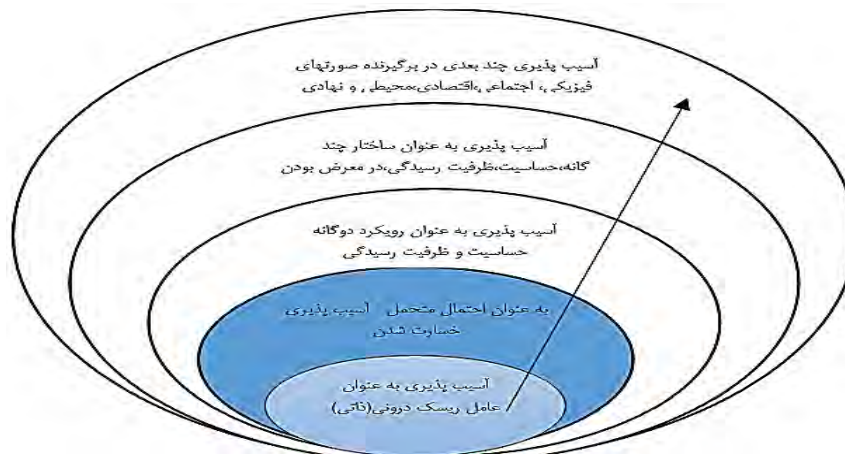 آسیب پذیری چند بعدی در برگیرنده صورتهای
فیزیکی، اجتماعی،اقتصادی،محیطی و نهادی
آسیب پذیری به عنوان ساختار چند
گانه،حساسیت،ظرفیت رسیدگی،در معرض بودن
آسیب پذیری به عنوان رویکرد دوگانه
حساسیت و ظرفیت رسیدگی
به عنوان احتمال متحمل آسیب پذیری
خسارت شدن
آسیب پذیری به عنوان
عامل ریسک درونی(ذاتی)